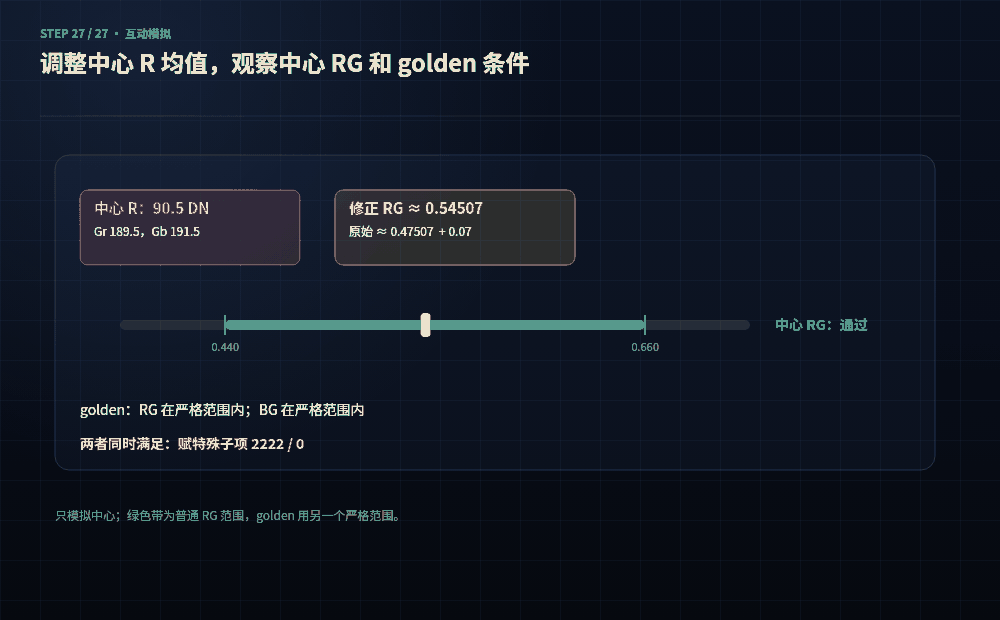 STEP 27 / 27 · 互动模拟
调整中心 R 均值，观察中心 RG 和 golden 条件
中心 R：90.5 DN
Gr 189.5，Gb 191.5
修正 RG ≈ 0.54507
原始 ≈ 0.47507 + 0.07
中心 RG：通过
0.440
0.660
golden：RG 在严格范围内；BG 在严格范围内
两者同时满足：赋特殊子项 2222 / 0
只模拟中心；绿色带为普通 RG 范围，golden 用另一个严格范围。